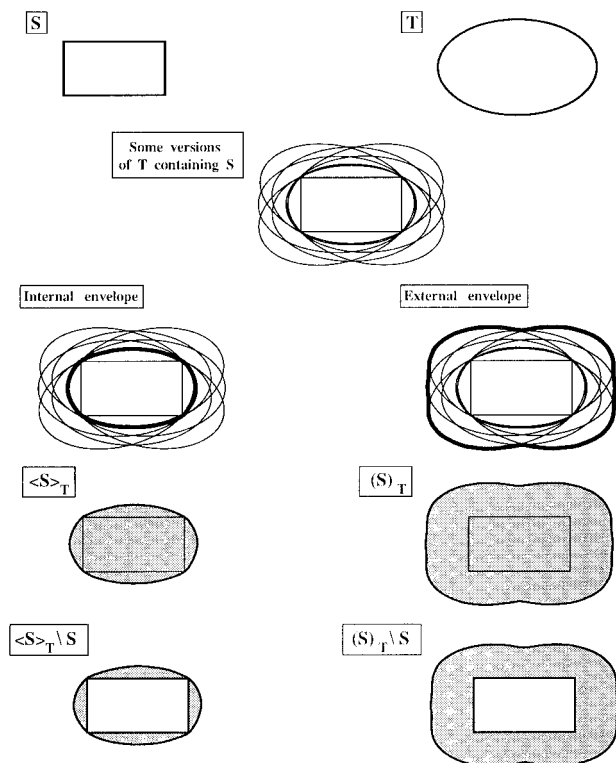 S
T
Some versions
of T containing S
Internal envelope
External envelope
<S>T
(S) T
<S>T \ S
(S) T \ S